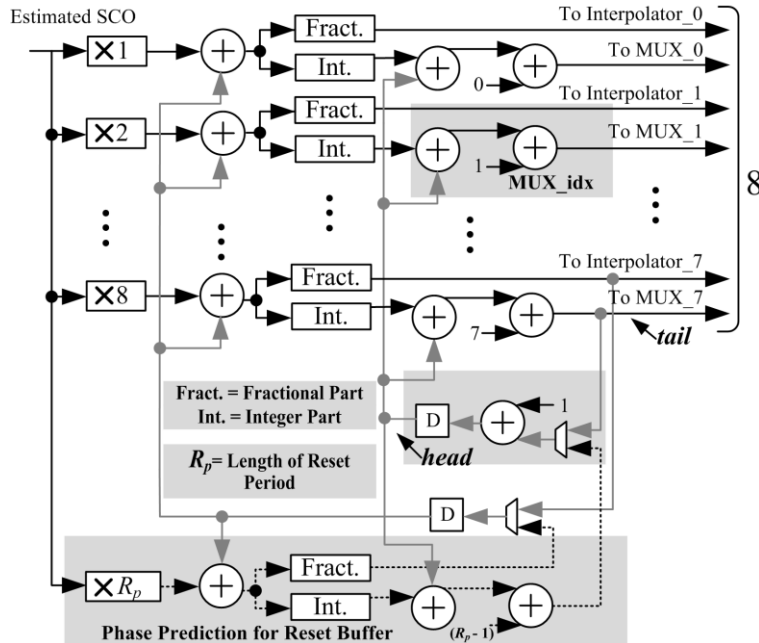 Estimated SCO
×1
+
Fract.
Int.
+
+
0
To Interpolator_0
To MUX_0
×2
+
Fract.
Int.
+
+
1
MUX_idx
To Interpolator_1
To MUX_1
8
×8
+
Fract.
Int.
+
+
7
To Interpolator_7
To MUX_7
tail
Fract. = Fractional Part
Int. = Integer Part
D
+
1
head
Rp= Length of Reset
Period
D
×Rp
+
Fract.
Int.
+
+
(Rp - 1)
Phase Prediction for Reset Buffer